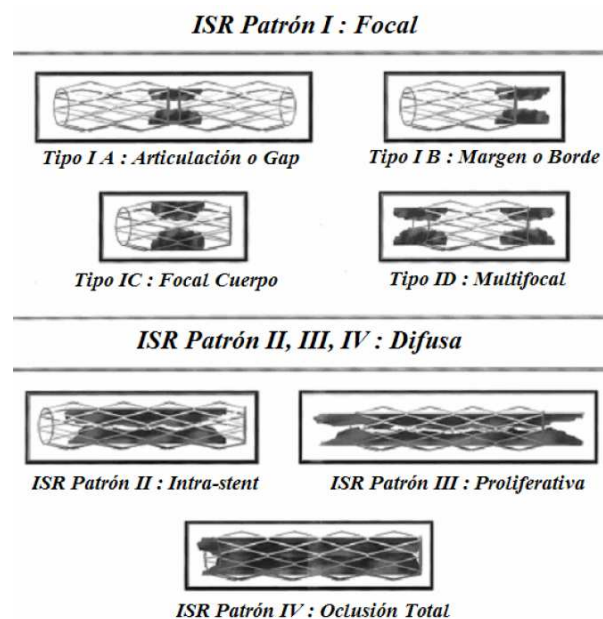 ISR Patrón I : Focal
Tipo I A : Articulación o Gap
Tipo I B : Margen o Borde
Tipo IC : Focal Cuerpo
Tipo ID : Multifocal
ISR Patrón II, III, IV : Difusa
ISR Patrón II : Intra-stent
ISR Patrón III : Proliferativa
ISR Patrón IV : Oclusión Total